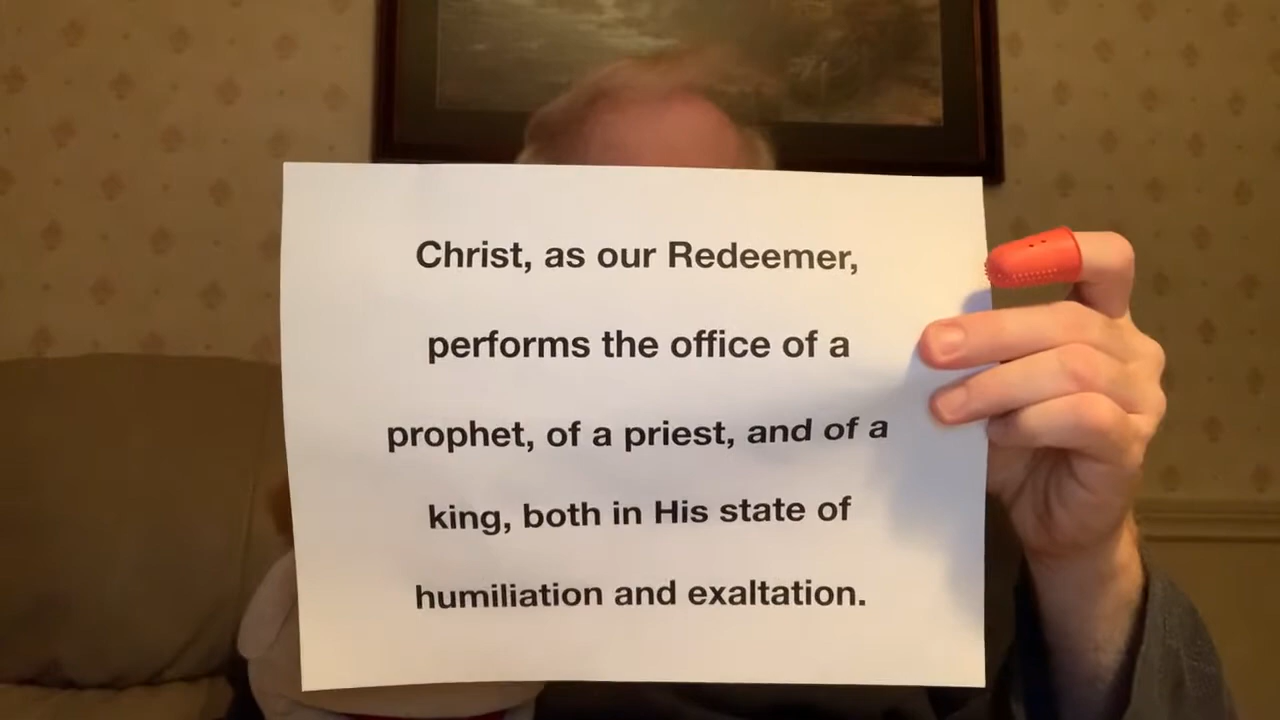 Christ, as our Redeemer,
performs the office of a
prophet, of a priest, and of a
king, both in His state of
humiliation and exaltation.